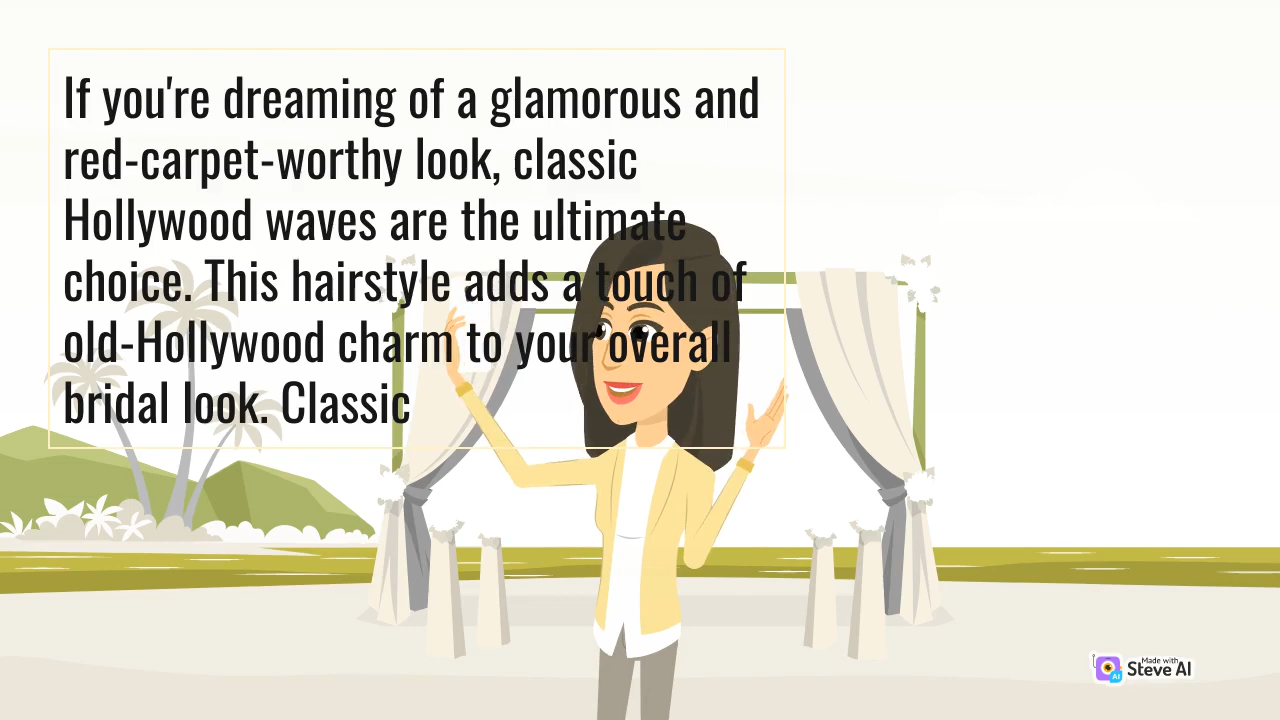 If you're dreaming of a glamorous and
red-carpet-worthy look, classic
Hollywood waves are the ultimate
choice. This hairstyle adds a touch of
old-Hollywood charm to your overall
bridal look. Classic
Made with
AI Steve AI